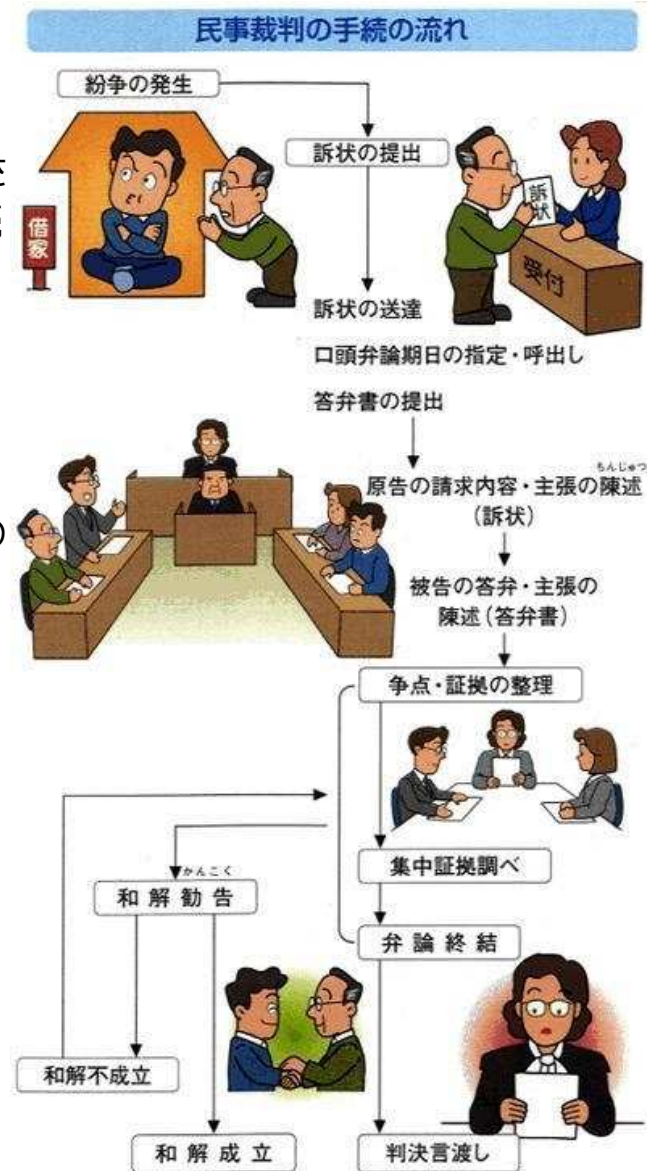 民事裁判の手続の流れ
紛争の発生
訴状の提出
借家
訴状
受付
訴状の送達
口頭弁論期日の指定・呼出し
答弁書の提出
ちんじゅつ
原告の請求内容・主張の陳述
(訴状)
被告の答弁・主張の
陳述(答弁書)
争点・証拠の整理
集中証拠調べ
かんこく
和解勧告
弁論終結
和解不成立
和解成立
判決言渡し